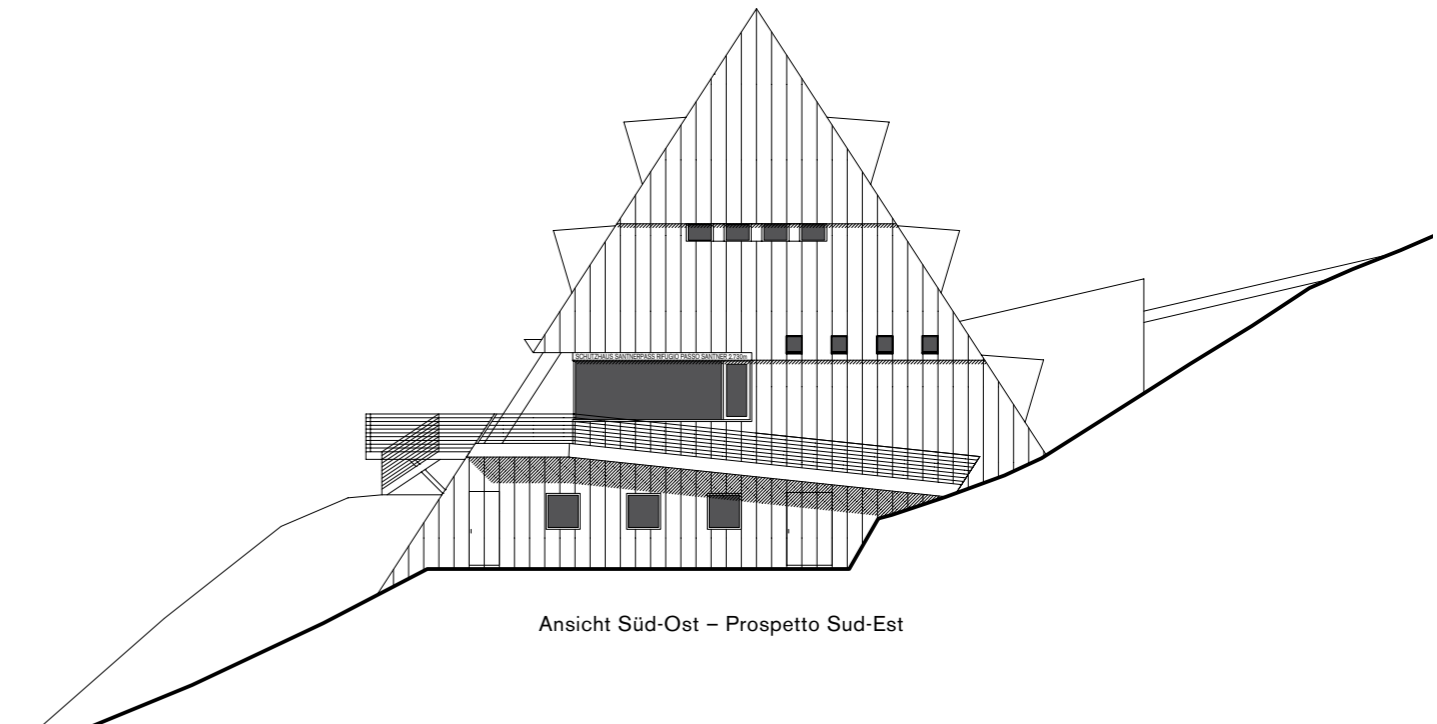 SCHUTZHAUS SANTNERPASS RIFUGIO PASSO SANTNER 2.730m
Ansicht Süd-Ost – Prospetto Sud-Est